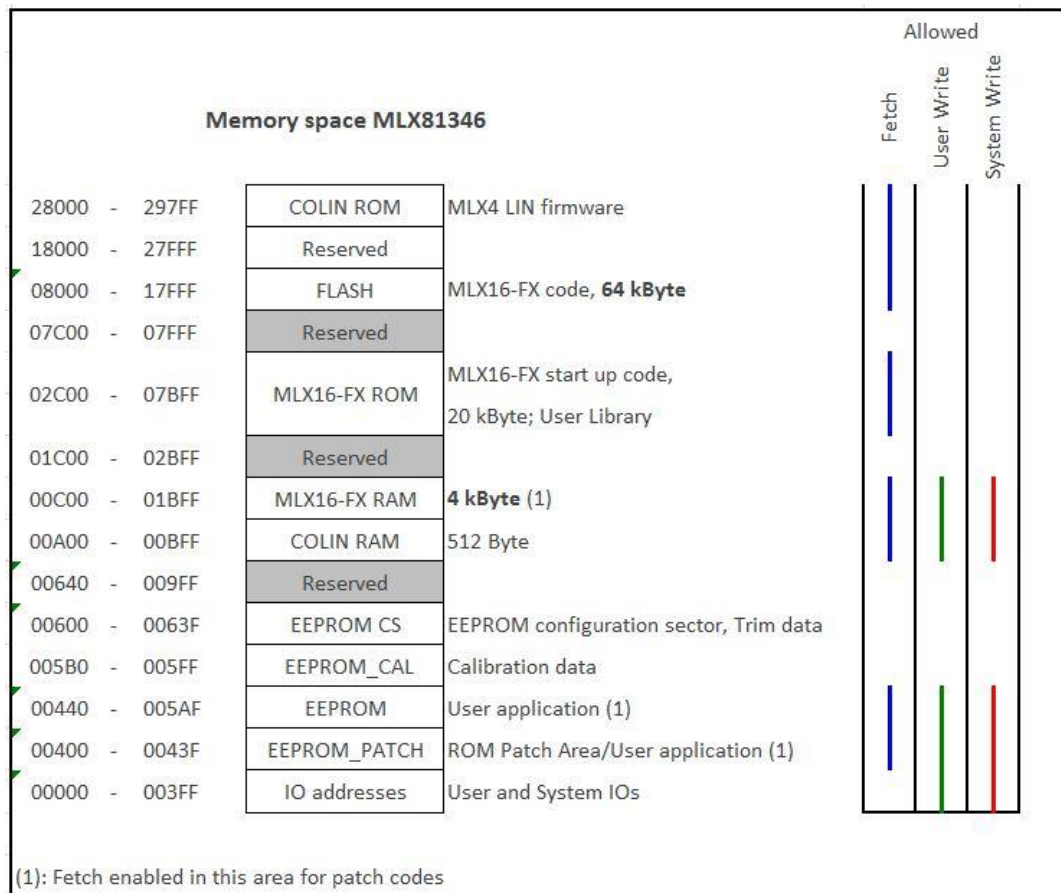 Allowed
Fetch
User Write
System Write
Memory space MLX81346
28000 - 297FF COLIN ROM MLX4 LIN firmware
18000 - 27FFF Reserved
08000 - 17FFF FLASH MLX16-FX code, 64 kByte
07C00 - 07FFF Reserved
02C00 - 07BFF MLX16-FX ROM MLX16-FX start up code,
20 kByte; User Library
01C00 - 02BFF Reserved
00C00 - 01BFF MLX16-FX RAM 4 kByte (1)
00A00 - 00BFF COLIN RAM 512 Byte
00640 - 009FF Reserved
00600 - 0063F EEPROM CS EEPROM configuration sector, Trim data
005B0 - 005FF EEPROM_CAL Calibration data
00440 - 005AF EEPROM User application (1)
00400 - 0043F EEPROM_PATCH ROM Patch Area/User application (1)
00000 - 003FF IO addresses User and System IOs
(1): Fetch enabled in this area for patch codes